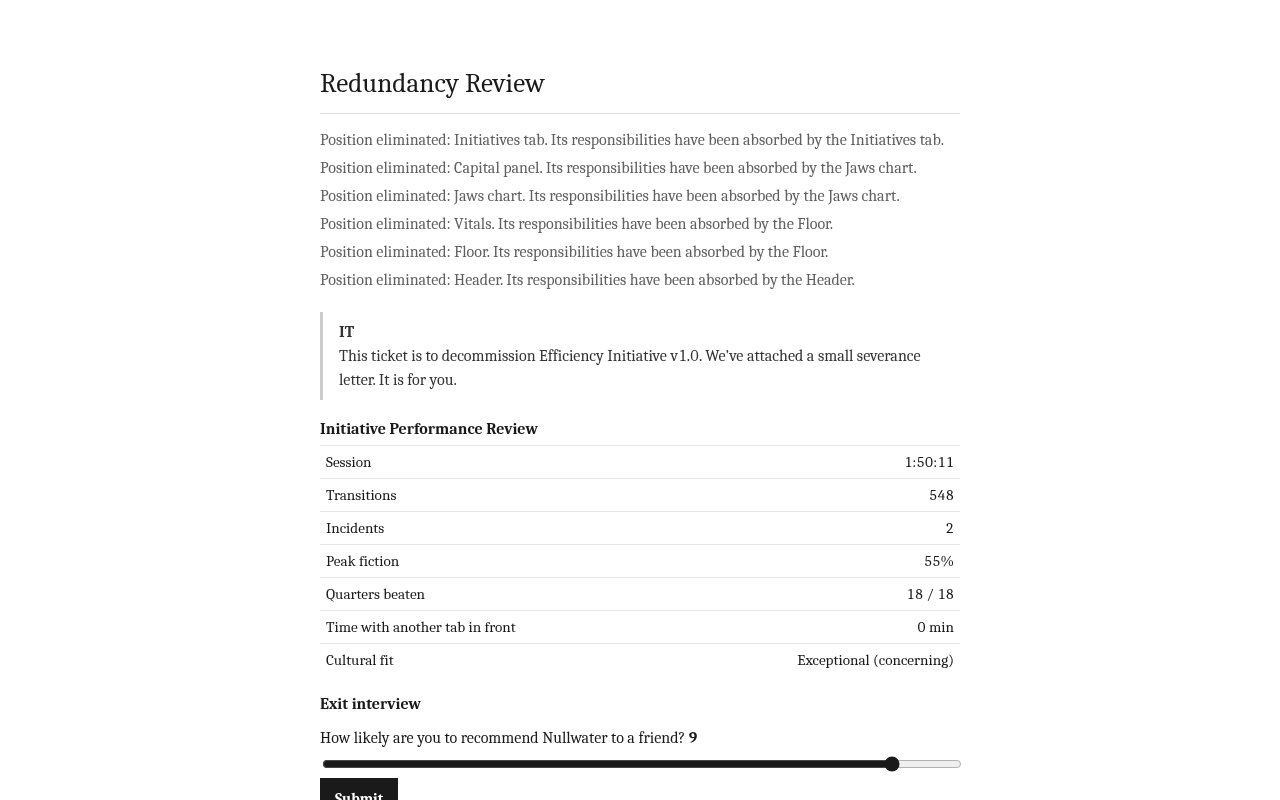 Redundancy Review
Position eliminated: Initiatives tab. Its responsibilities have been absorbed by the Initiatives tab.
Position eliminated: Capital panel. Its responsibilities have been absorbed by the Jaws chart.
Position eliminated: Jaws chart. Its responsibilities have been absorbed by the Jaws chart.
Position eliminated: Vitals. Its responsibilities have been absorbed by the Floor.
Position eliminated: Floor. Its responsibilities have been absorbed by the Floor.
Position eliminated: Header. Its responsibilities have been absorbed by the Header.
IT
This ticket is to decommission Efficiency Initiative v1.0. We've attached a small severance
letter. It is for you.
Initiative Performance Review
Session 1:50:11
Transitions 548
Incidents 2
Peak fiction 55%
Quarters beaten 18 / 18
Time with another tab in front 0 min
Cultural fit Exceptional (concerning)
Exit interview
How likely are you to recommend Nullwater to a friend? 9
Submit